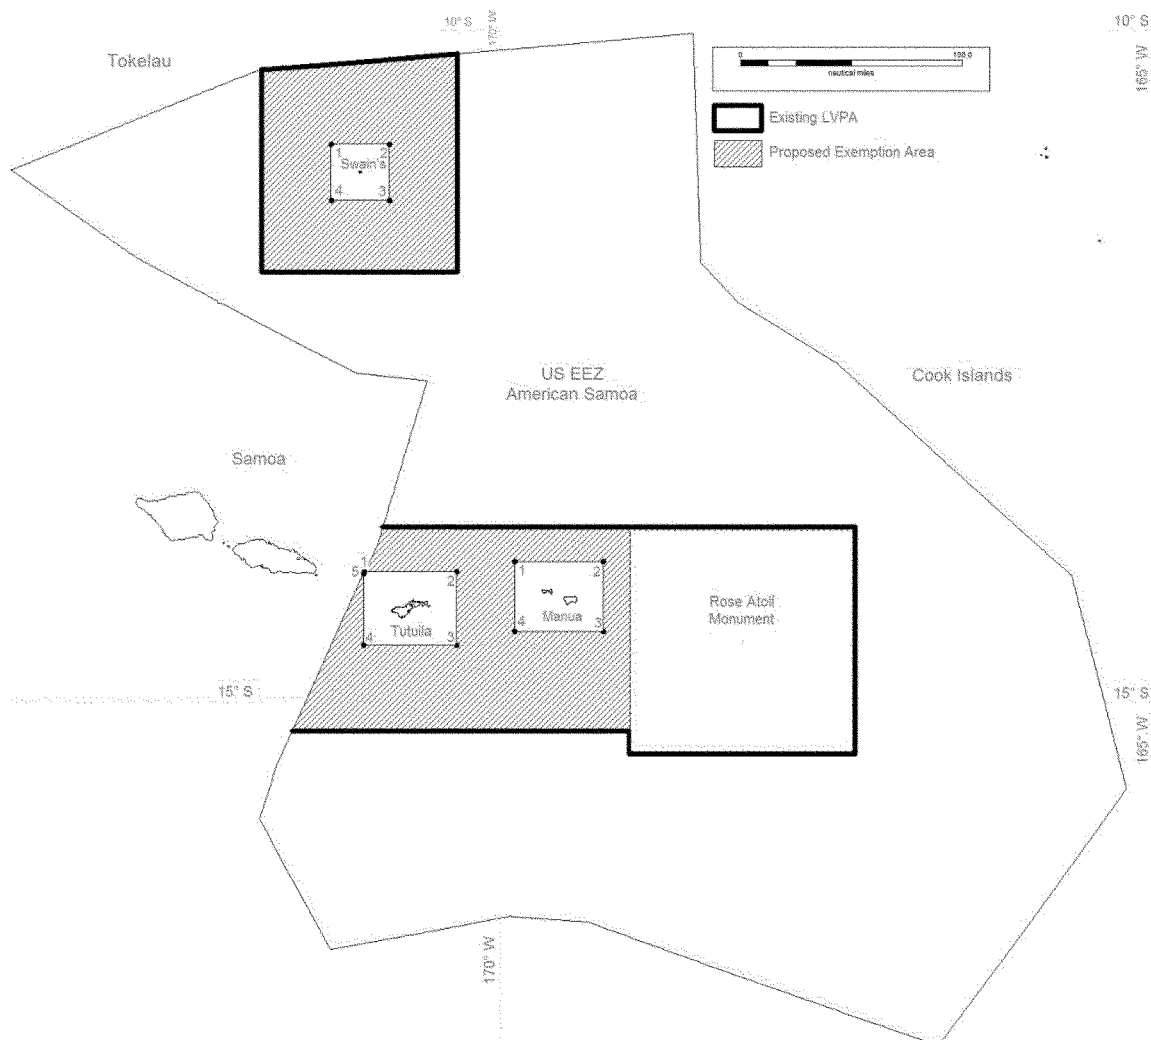 10° S
170° W
10° S
165° W
Tokelau
0
100.0
nautical miles
Existing LVPA
Proposed Exemption Area
1
2
Swain's
4
3
US EEZ
American Samoa
Cook Islands
Samoa
1
5
2
4
3
Tutuila
1
2
4
3
Manua
Rose Atoll
Monument
15° S
15° S
165° W
170° W